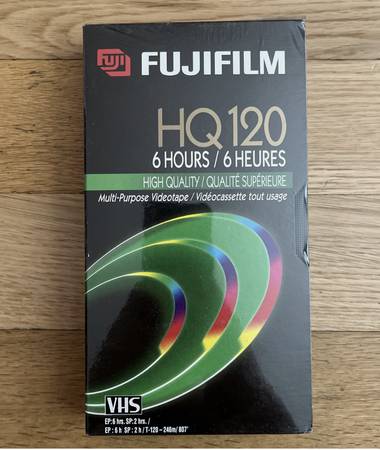 FUJI FUJIFILM
HQ 120
6 HOURS / 6 HEURES
HIGH QUALITY / QUALITÉ SUPÉRIEURE
Multi-Purpose Videotape / Vidéocassette tout usage
VHS
EP: 6 hrs. SP: 2 hrs. /
EP : 6 h SP : 2 h / T-120 – 246m/ 807'